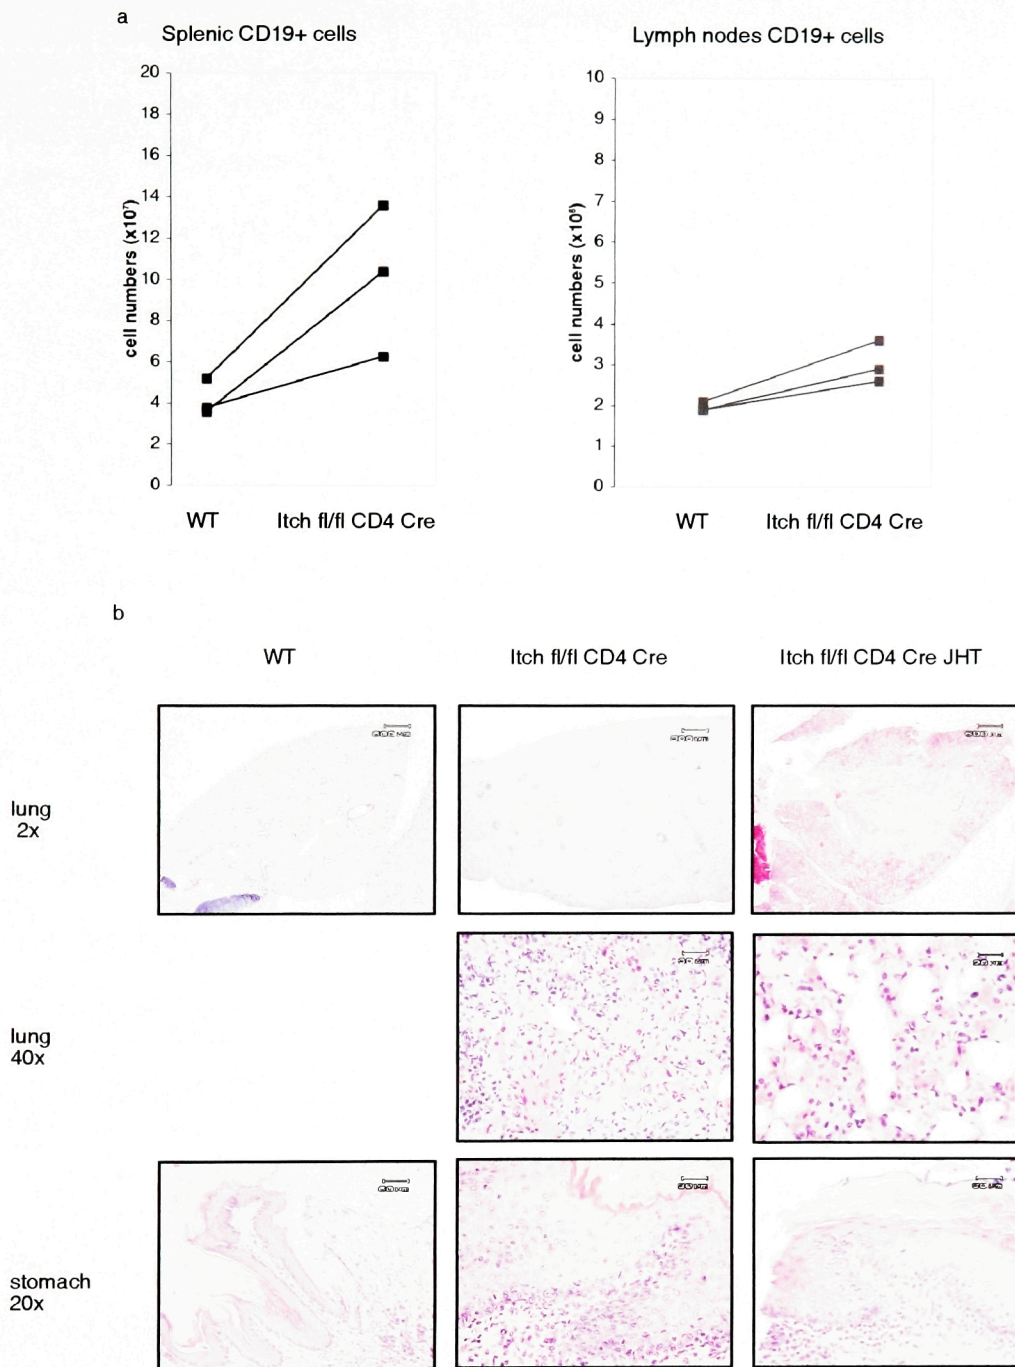 a
Splenic CD19+ cells
20
18
16
14
12
10
8
6
4
2
0
cell numbers (x10⁷)
WT
Itch fl/fl CD4 Cre
Lymph nodes CD19+ cells
10
9
8
7
6
5
4
3
2
1
0
cell numbers (x10⁶)
WT
Itch fl/fl CD4 Cre
b
WT
Itch fl/fl CD4 Cre
Itch fl/fl CD4 Cre JHT
lung
2x
lung
40x
stomach
20x